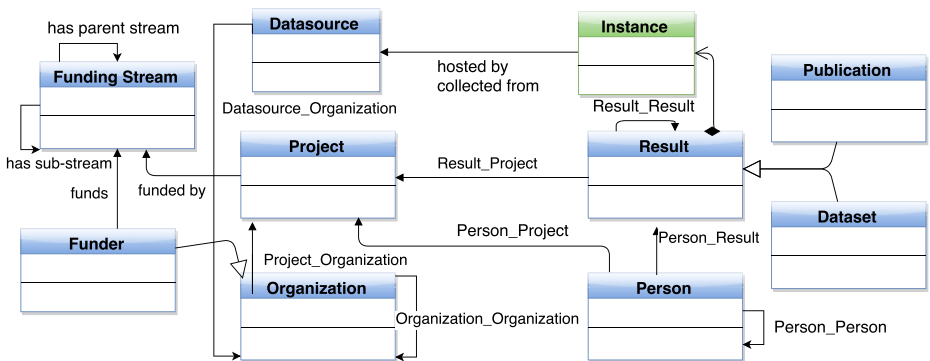 has parent stream
Datasource
Instance
Funding Stream
hosted by
collected from
Publication
Datasource_Organization
Result_Result
Project
Result
has sub-stream
Result_Project
funds
funded by
Dataset
Funder
Person_Project
Person_Result
Project_Organization
Organization
Person
Organization_Organization
Person_Person